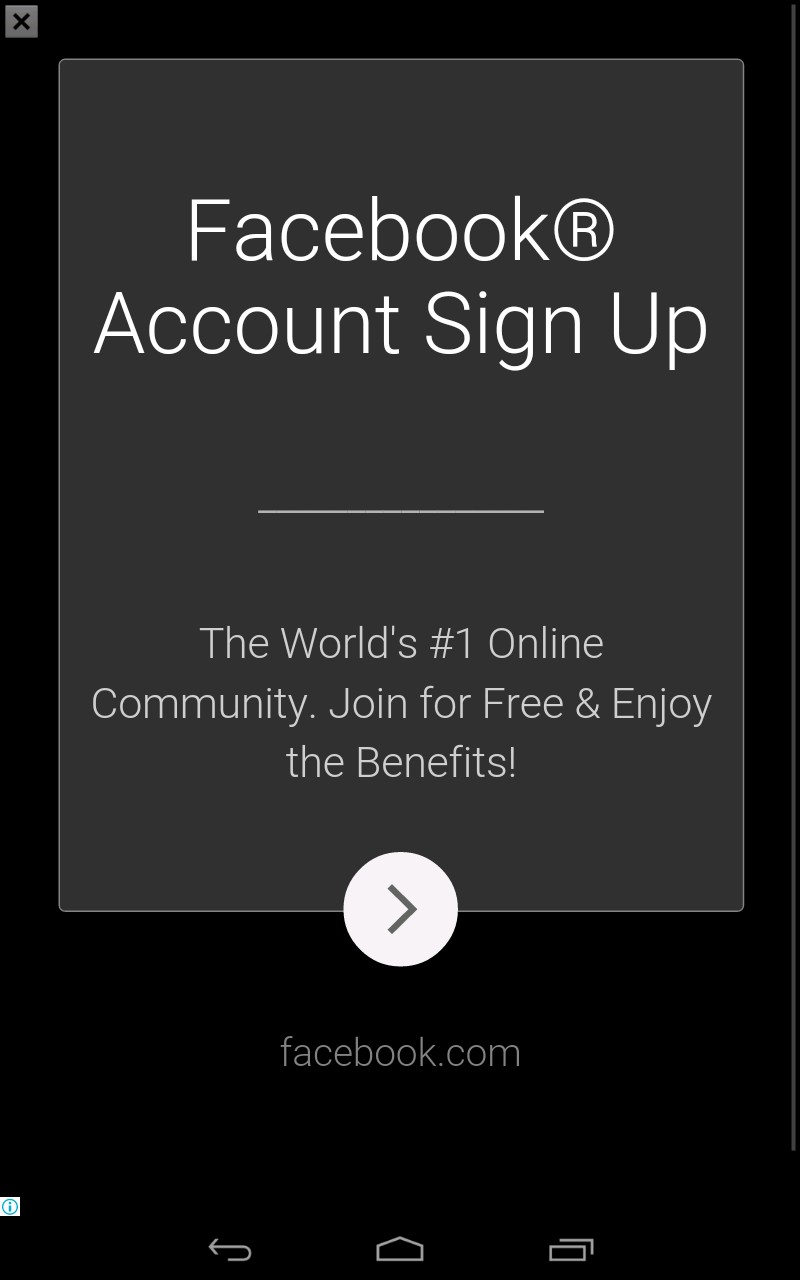 Facebook®
Account Sign Up
The World's #1 Online
Community. Join for Free & Enjoy
the Benefits!
facebook.com